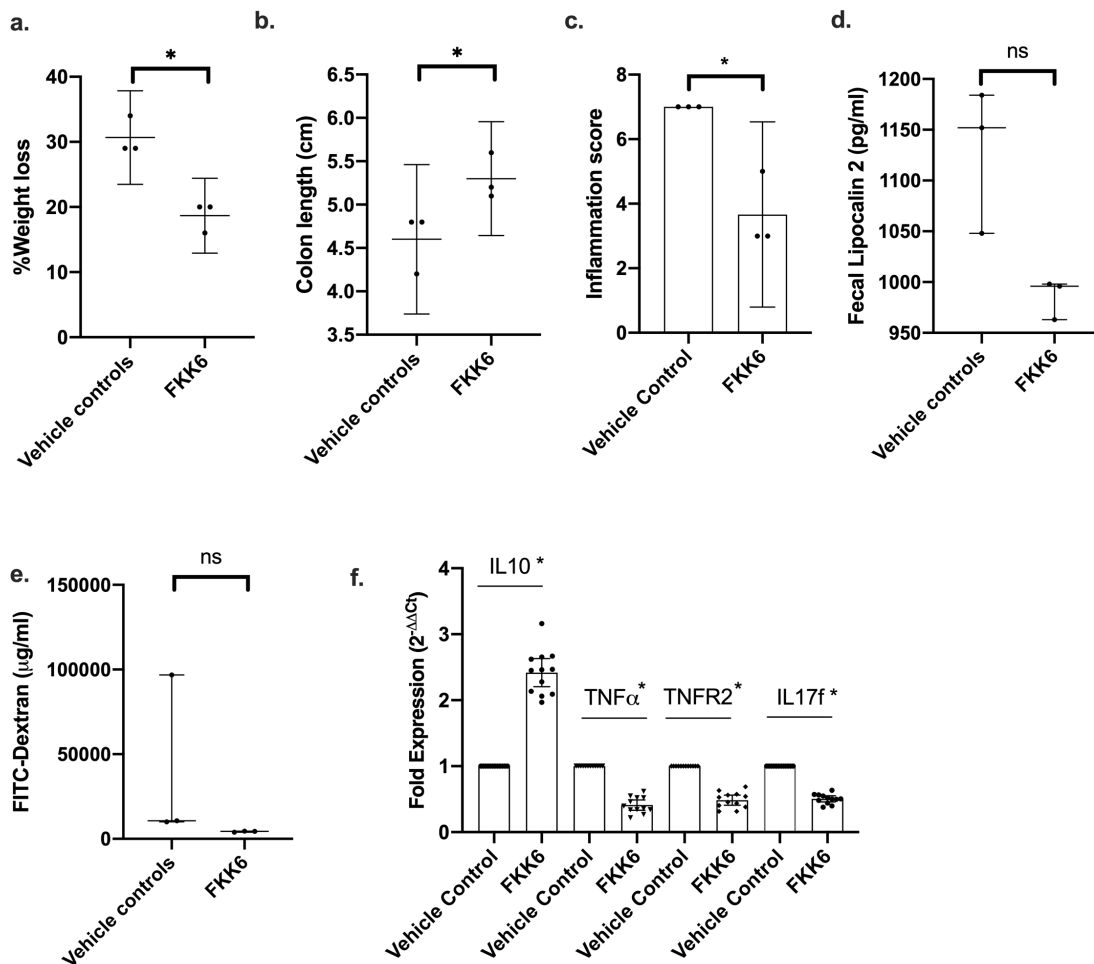 a.
*
%Weight loss
40
30
20
10
0
Vehicle controls
FKK6
b.
*
Colon length (cm)
6.5
6.0
5.5
5.0
4.5
4.0
3.5
Vehicle controls
FKK6
c.
*
Inflammation score
8
6
4
2
0
Vehicle Control
FKK6
d.
ns
Fecal Lipocalin 2 (pg/ml)
1200
1150
1100
1050
1000
950
Vehicle controls
FKK6
e.
ns
FITC-Dextran (μg/ml)
150000
100000
50000
0
Vehicle controls
FKK6
f.
Fold Expression (2^-ΔΔCt)
4
3
2
1
0
IL10 *
TNFα *
TNFR2 *
IL17f *
Vehicle Control
FKK6
Vehicle Control
FKK6
Vehicle Control
FKK6
Vehicle Control
FKK6